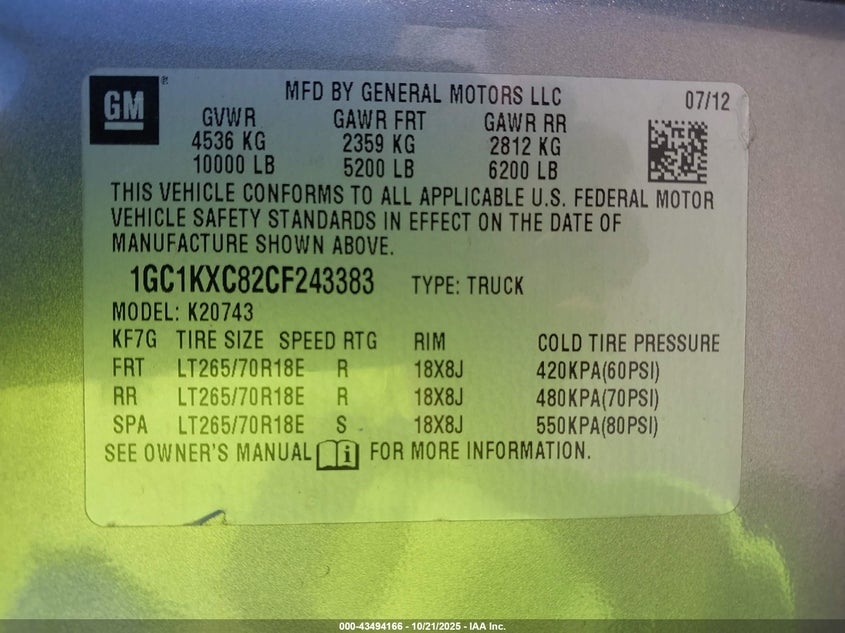 GM®
MFD BY GENERAL MOTORS LLC 07/12
GVWR GAWR FRT GAWR RR
4536 KG 2359 KG 2812 KG
10000 LB 5200 LB 6200 LB
THIS VEHICLE CONFORMS TO ALL APPLICABLE U.S. FEDERAL MOTOR
VEHICLE SAFETY STANDARDS IN EFFECT ON THE DATE OF
MANUFACTURE SHOWN ABOVE.
1GC1KXC82CF243383 TYPE: TRUCK
MODEL: K20743
KF7G TIRE SIZE SPEED RTG RIM COLD TIRE PRESSURE
FRT LT265/70R18E R 18X8J 420KPA(60PSI)
RR LT265/70R18E R 18X8J 480KPA(70PSI)
SPA LT265/70R18E S 18X8J 550KPA(80PSI)
SEE OWNER'S MANUAL i FOR MORE INFORMATION.
000-43494166 - 10/21/2025 - IAA Inc.